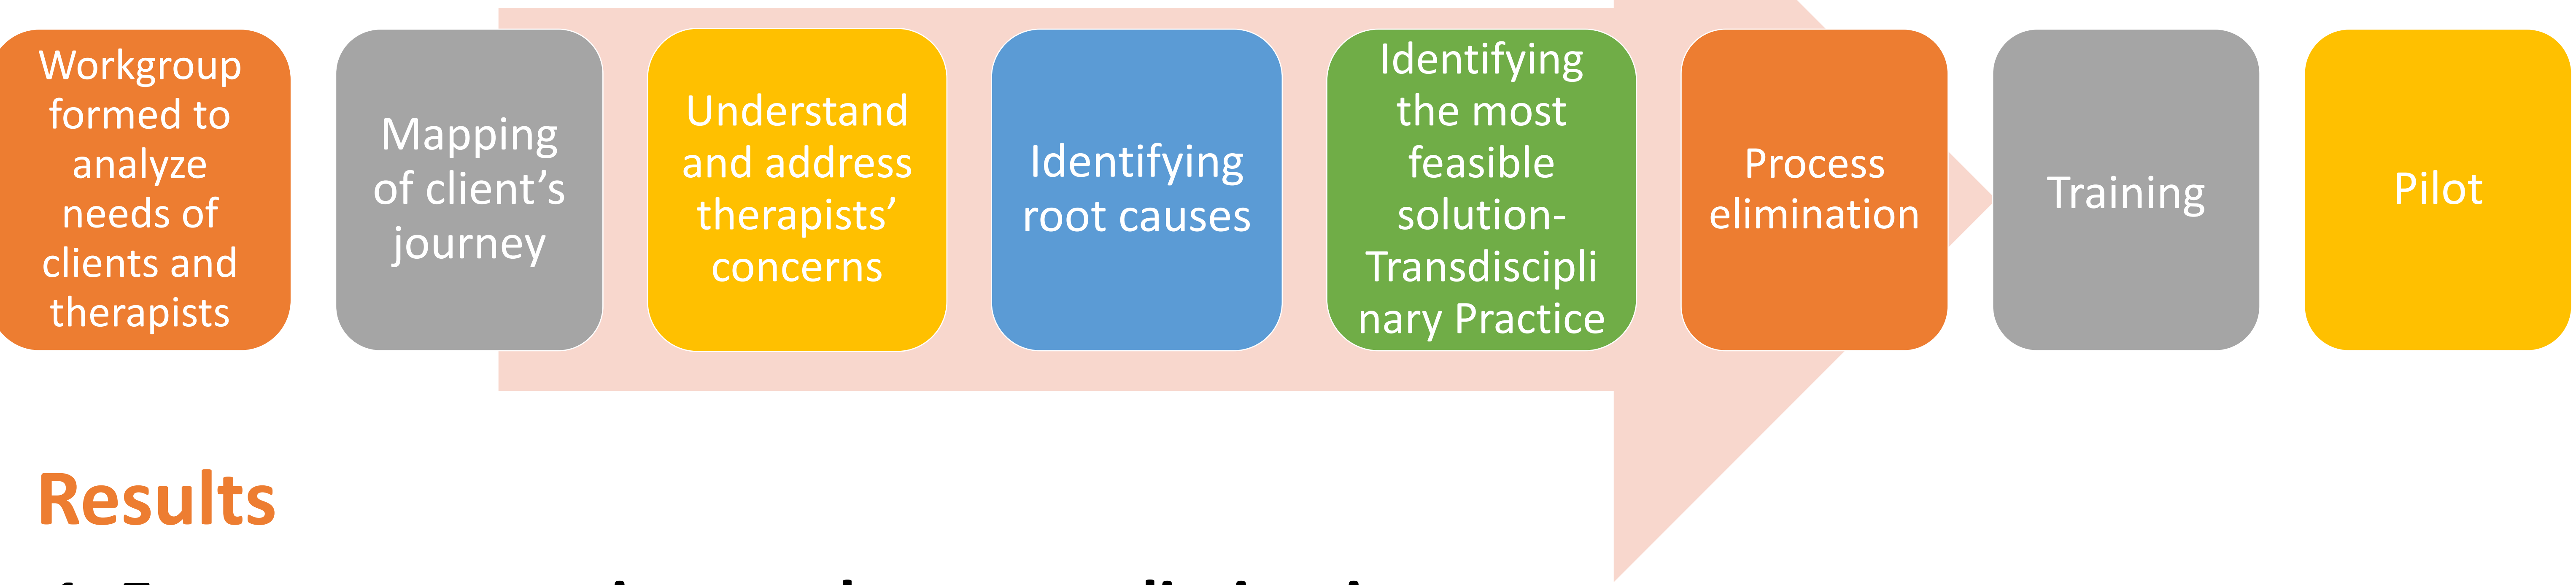 Workgroup
formed to
analyze
needs of
clients and
therapists
Mapping
of client’s
journey
Understand
and address
therapists’
concerns
Identifying
root causes
Identifying
the most
feasible
solution-
Transdiscipli
nary Practice
Process
elimination
Training
Pilot
Results